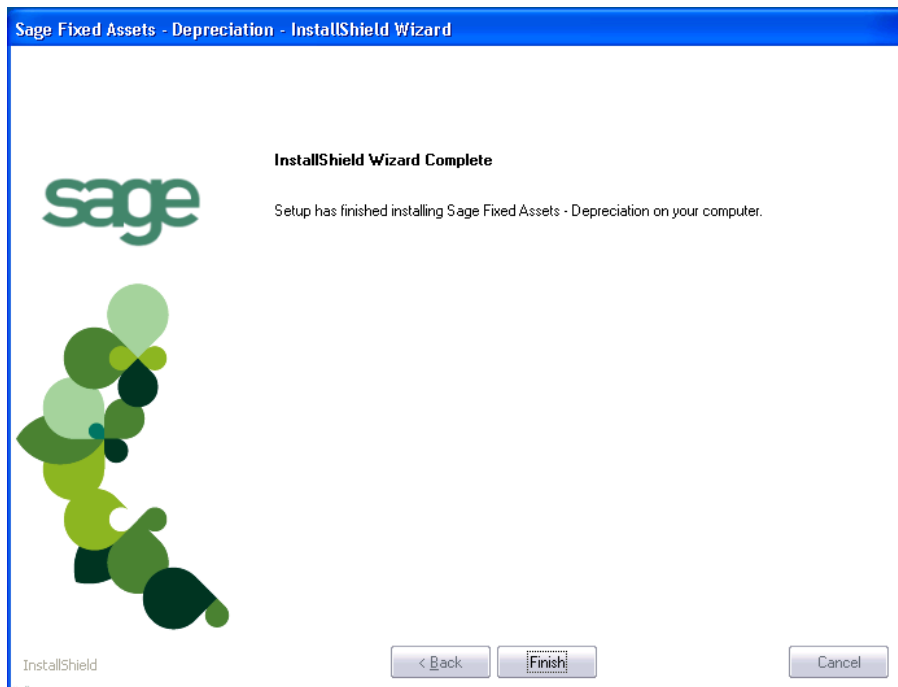 Sage Fixed Assets - Depreciation - InstallShield Wizard
InstallShield Wizard Complete
sage
Setup has finished installing Sage Fixed Assets - Depreciation on your computer.
InstallShield
< Back
Finish
Cancel